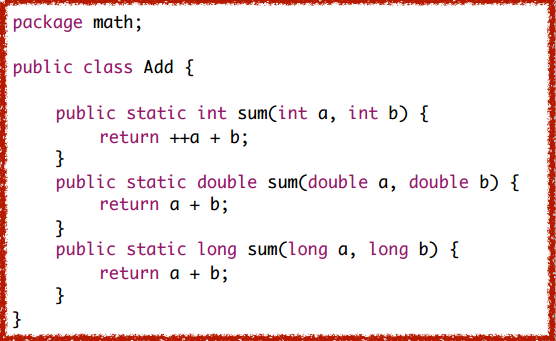 package math;
public class Add {
public static int sum(int a, int b) {
return ++a + b;
}
public static double sum(double a, double b) {
return a + b;
}
public static long sum(long a, long b) {
return a + b;
}
}